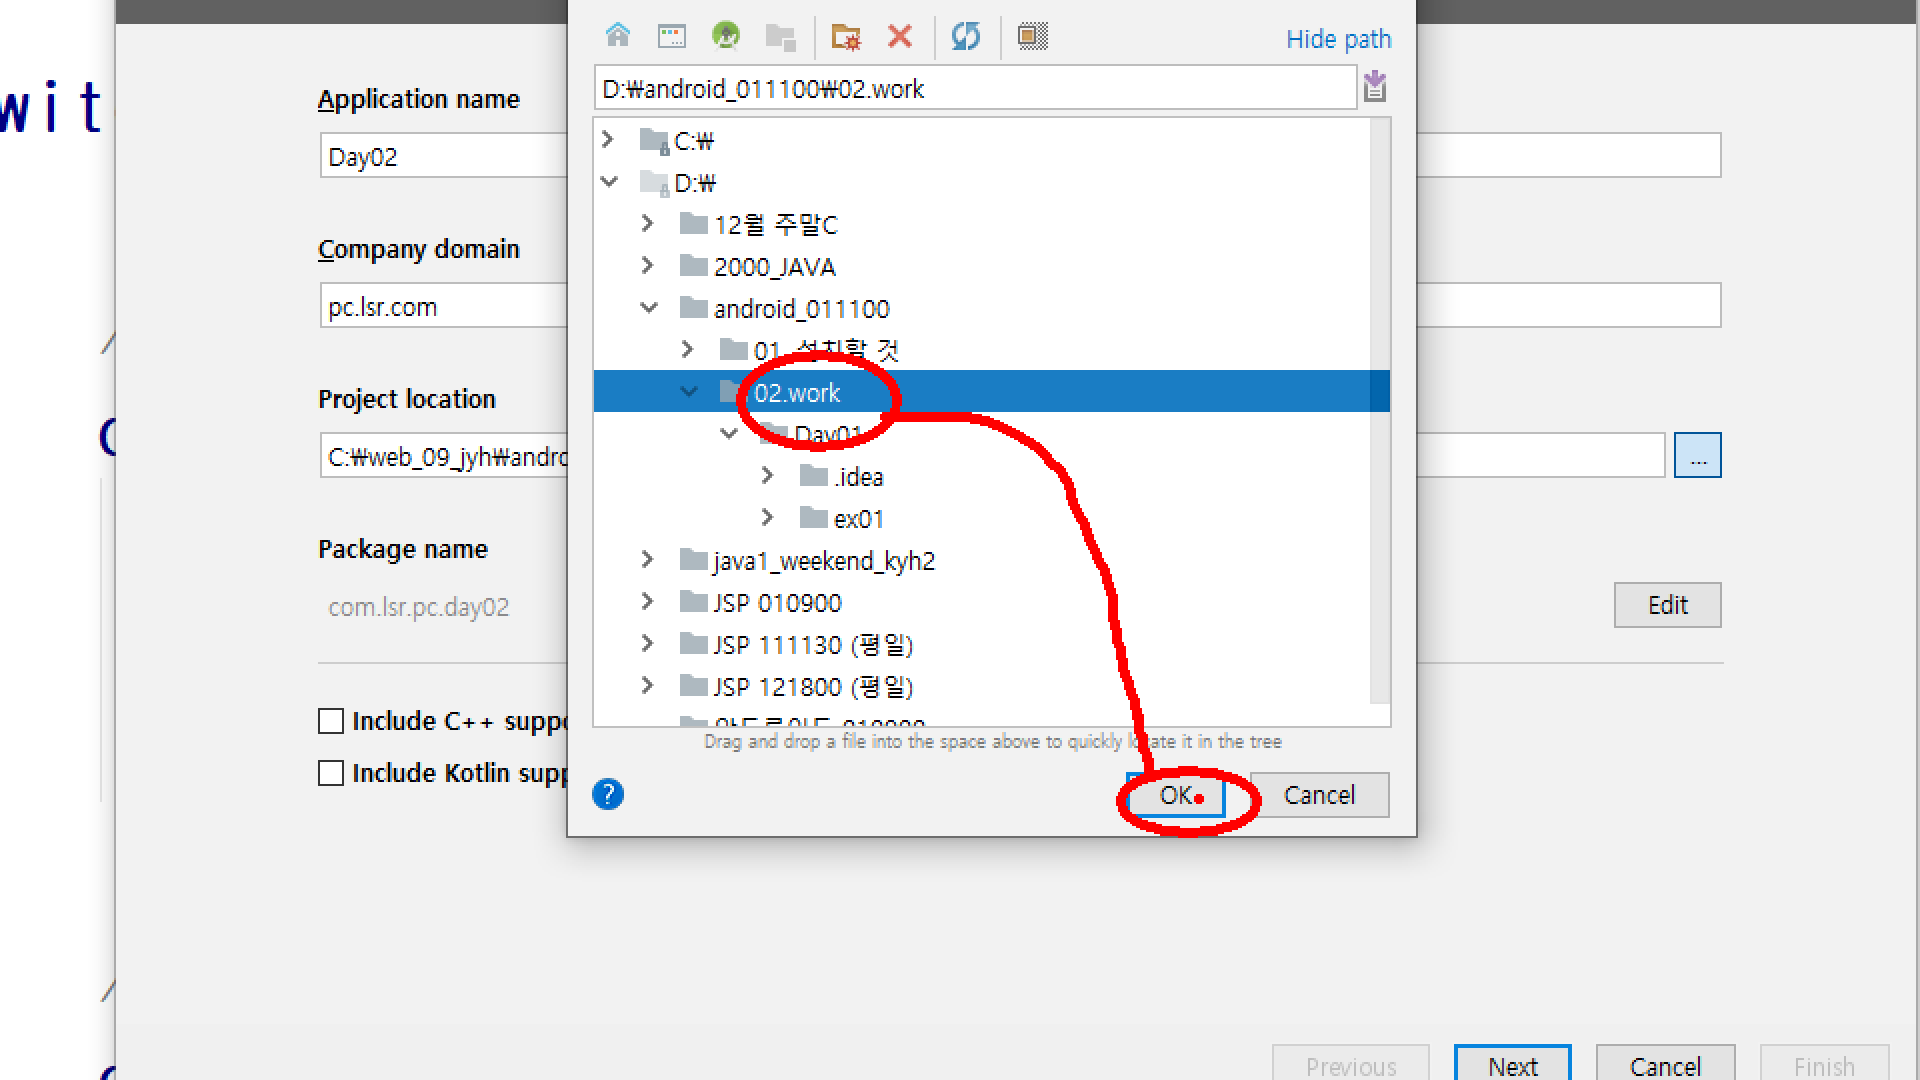 Hide path
D:₩android_011100₩02.work
C:₩
D:₩
12월 주말C
2000_JAVA
android_011100
01. 설치할 것
02.work
Day01
.idea
ex01
java1_weekend_kyh2
JSP 010900
JSP 111130 (평일)
JSP 121800 (평일)
Drag and drop a file into the space above to quickly locate it in the tree
?
OK
Cancel
wit
Application name
Day02
Company domain
pc.lsr.com
Project location
C:₩web_09_jyh₩andro
...
Package name
com.lsr.pc.day02
Edit
Include C++ suppo
Include Kotlin supp
Previous
Next
Cancel
Finish